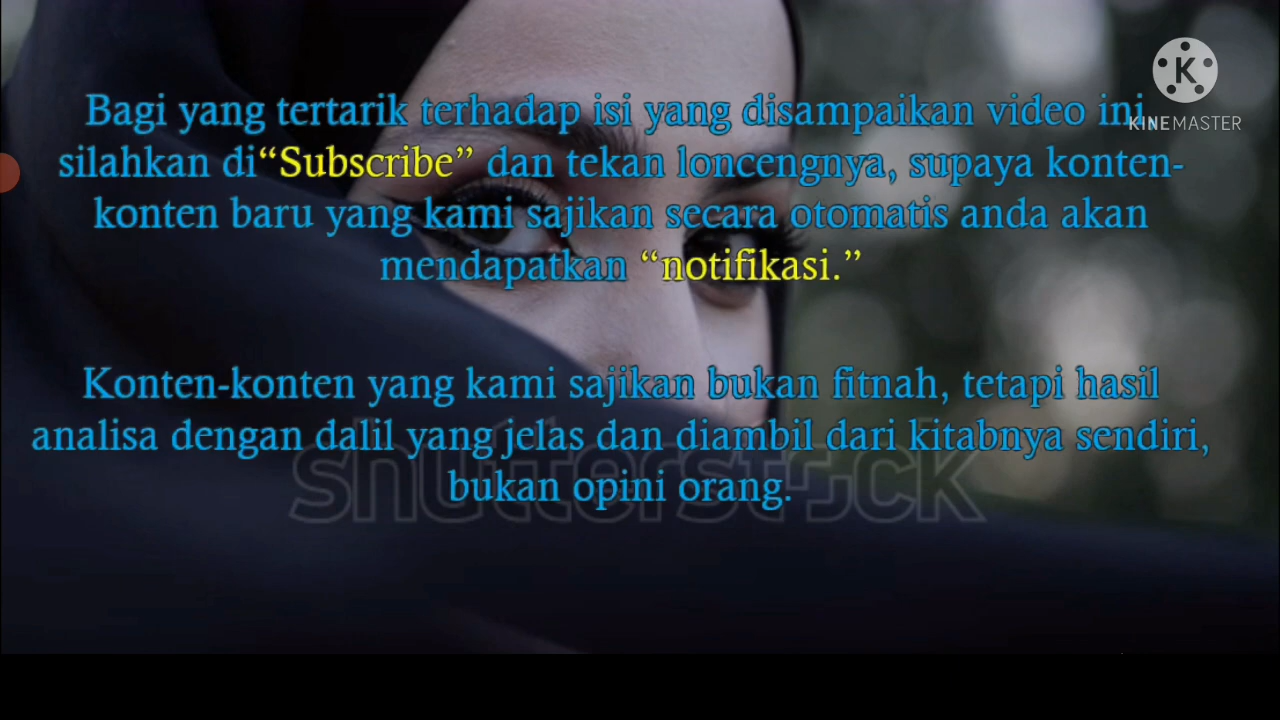 Bagi yang tertarik terhadap isi yang disampaikan video ini,
silahkan di“Subscribe” dan tekan loncengnya, supaya konten-
konten baru yang kami sajikan secara otomatis anda akan
mendapatkan “notifikasi.”
Konten-konten yang kami sajikan bukan fitnah, tetapi hasil
analisa dengan dalil yang jelas dan diambil dari kitabnya sendiri,
bukan opini orang.
K
KINEMASTER
shutterstock